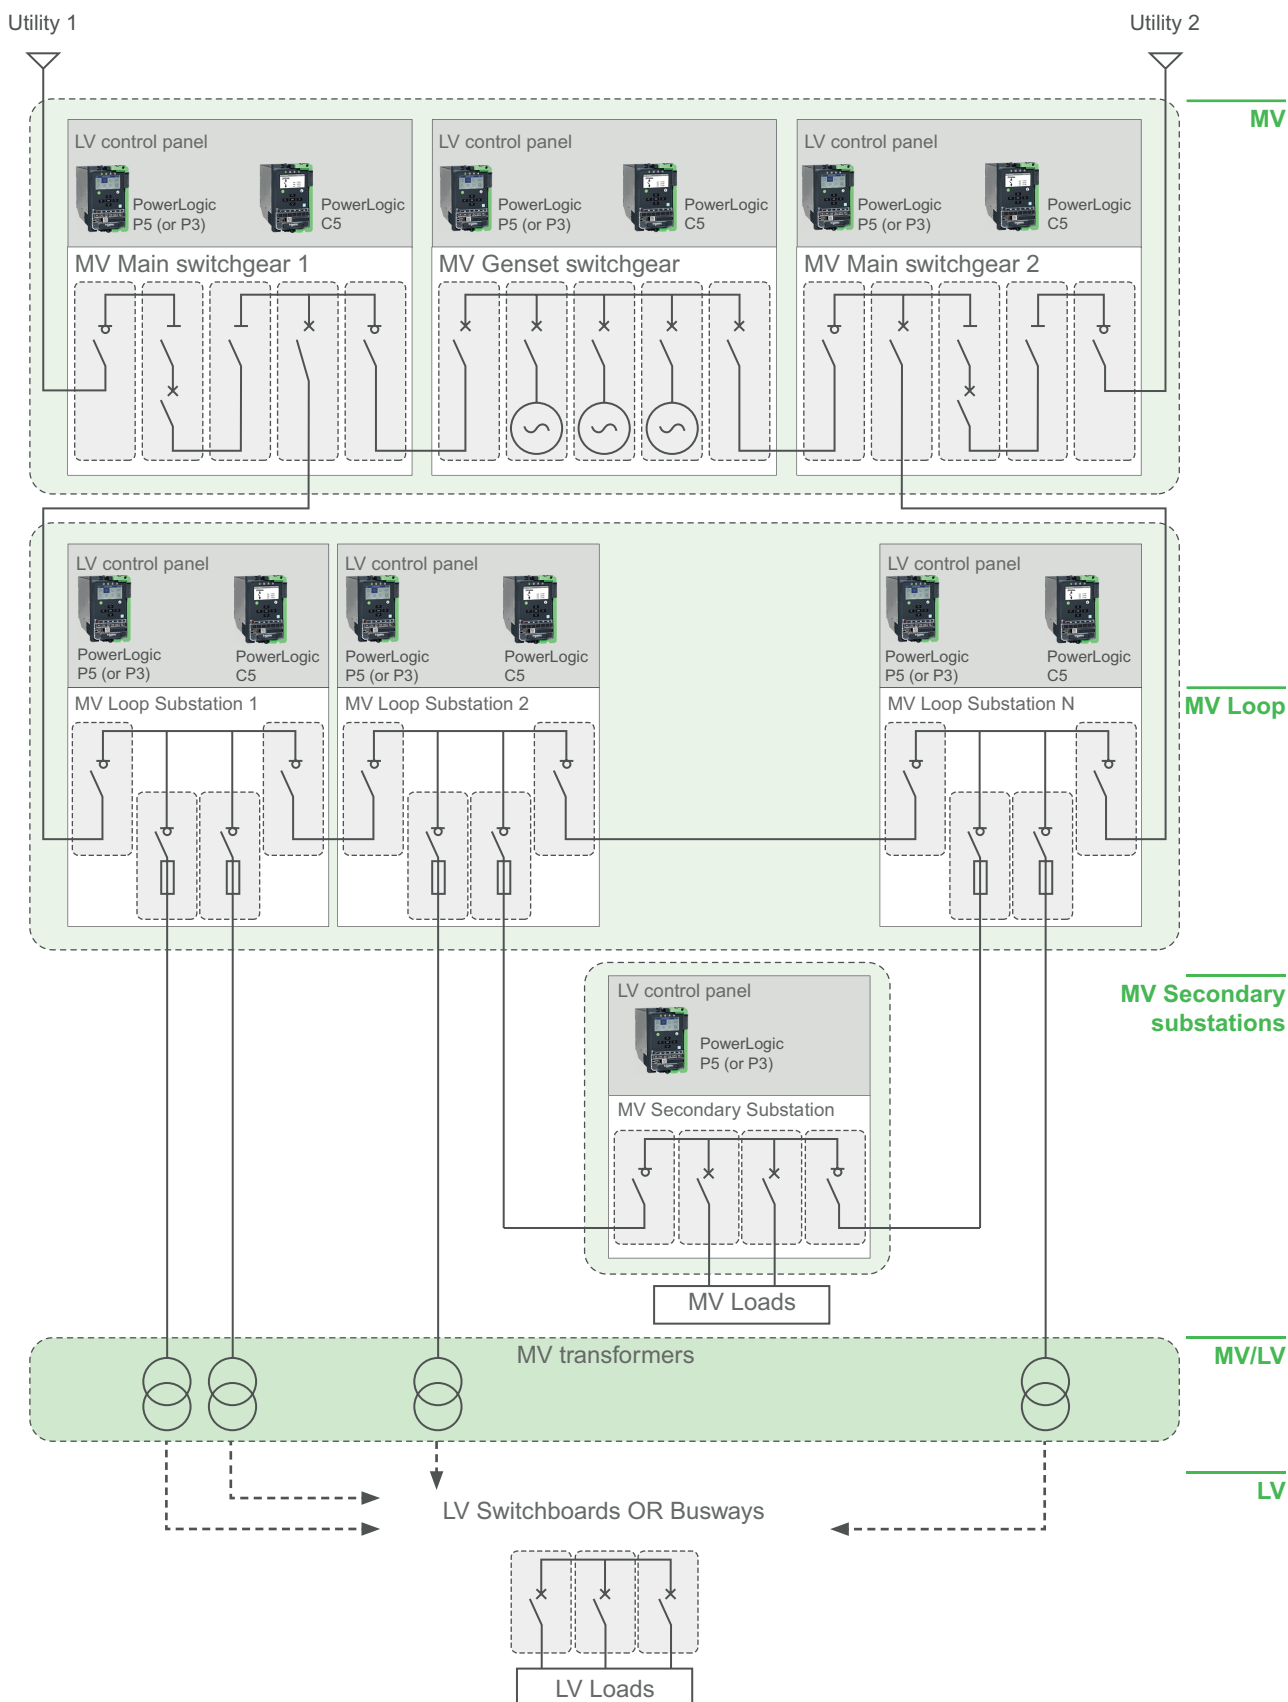 Utility 1
Utility 2
MV
LV control panel
PowerLogic
P5 (or P3)
PowerLogic
C5
LV control panel
PowerLogic
P5 (or P3)
PowerLogic
C5
LV control panel
PowerLogic
P5 (or P3)
PowerLogic
C5
MV Main switchgear 1
MV Genset switchgear
MV Main switchgear 2
LV control panel
PowerLogic
P5 (or P3)
PowerLogic
C5
LV control panel
PowerLogic
P5 (or P3)
PowerLogic
C5
LV control panel
PowerLogic
P5 (or P3)
PowerLogic
C5
MV Loop Substation 1
MV Loop Substation 2
MV Loop Substation N
MV Loop
LV control panel
PowerLogic
P5 (or P3)
MV Secondary Substation
MV Secondary
substations
MV Loads
MV transformers
MV/LV
LV
LV Switchboards OR Busways
LV Loads